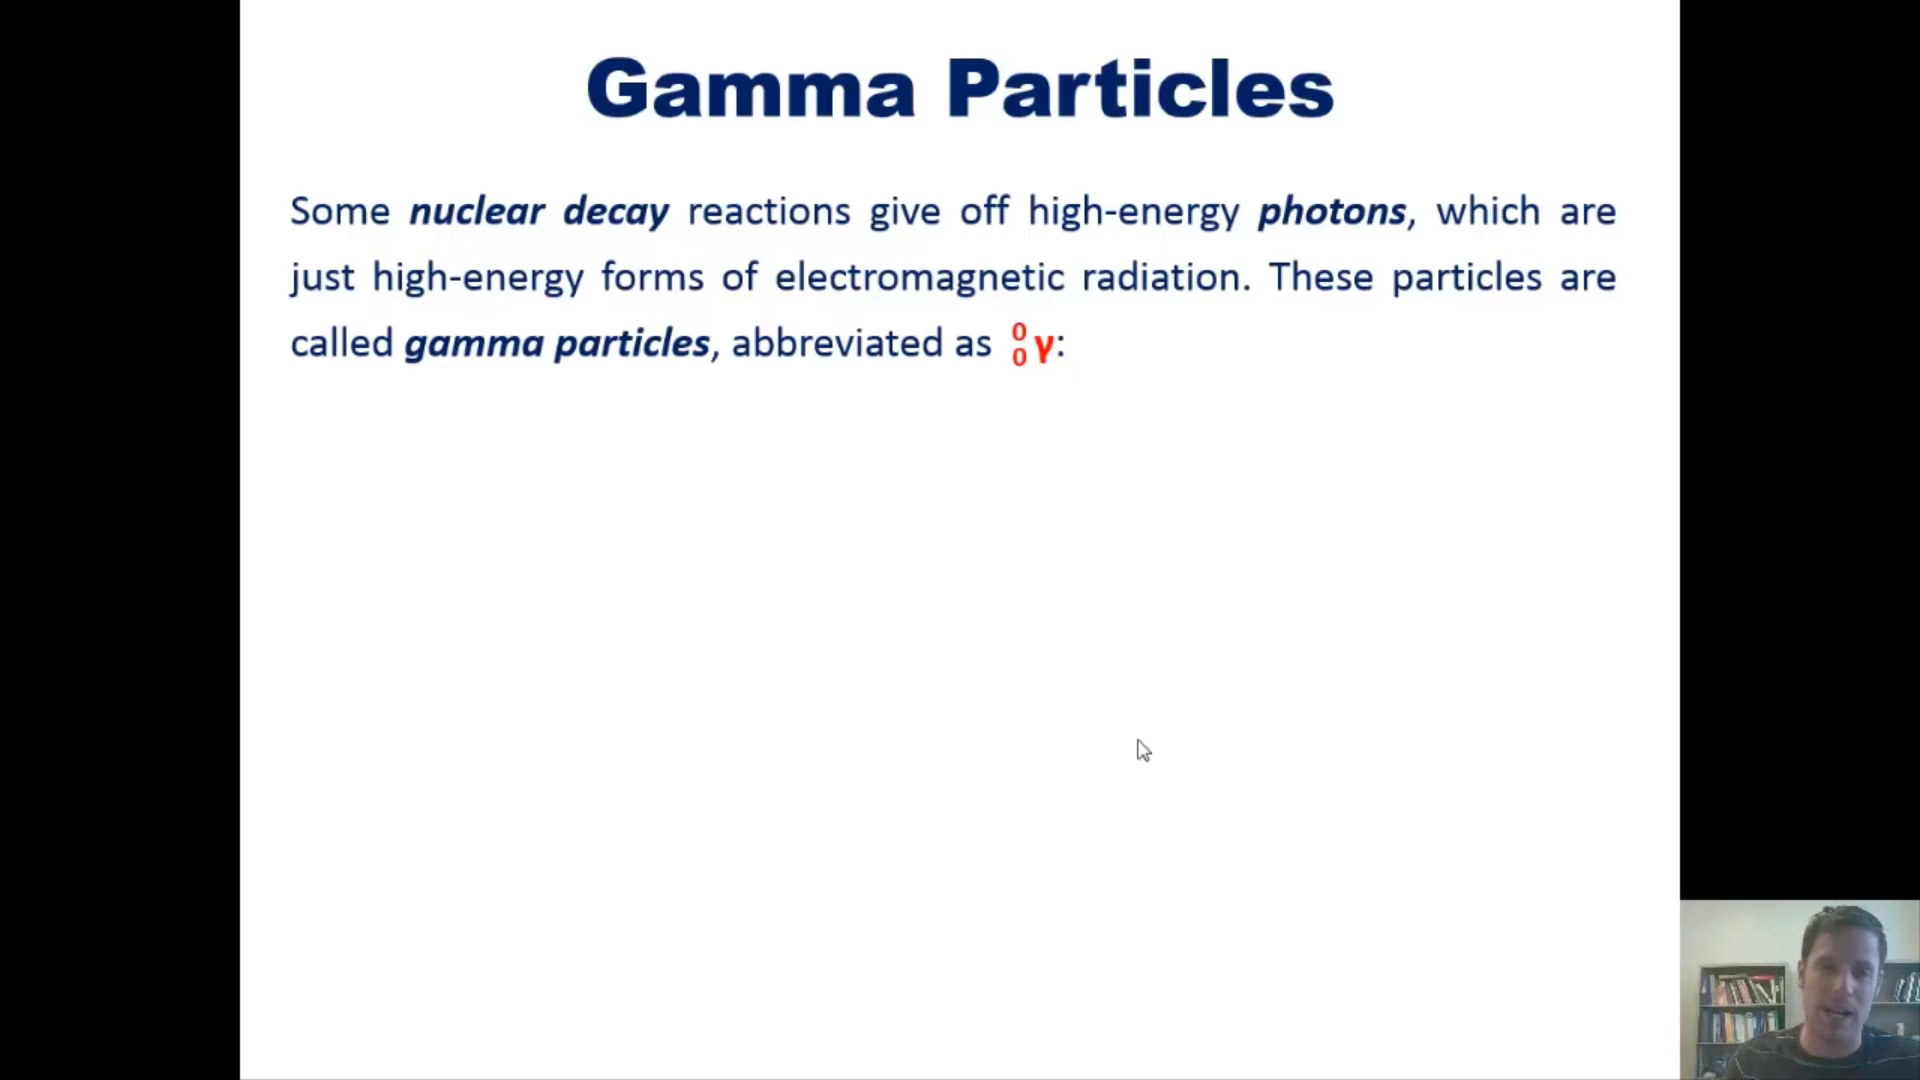 Gamma Particles
Some nuclear decay reactions give off high-energy photons, which are
just high-energy forms of electromagnetic radiation. These particles are
called gamma particles, abbreviated as ⁰₀γ: